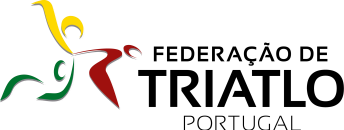 FEDERAÇÃO DE
TRIATLO
PORTUGAL